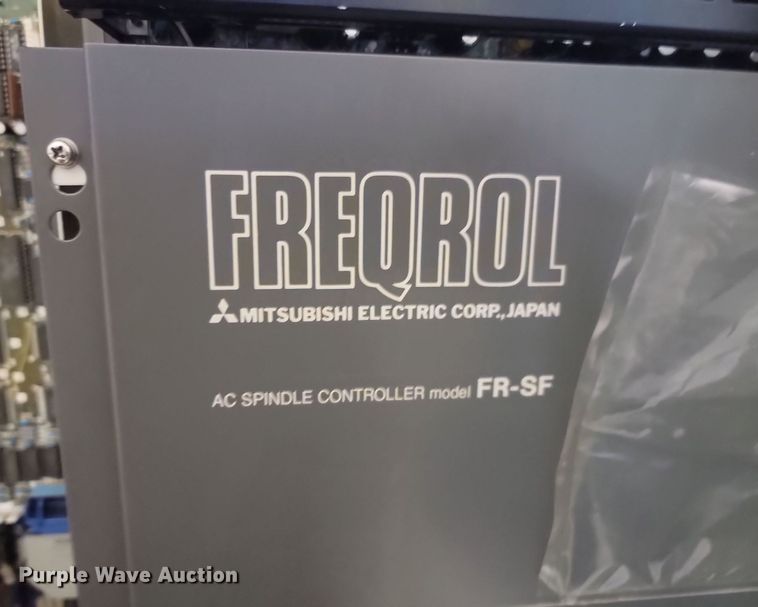 FREQROL
MITSUBISHI ELECTRIC CORP., JAPAN
AC SPINDLE CONTROLLER model FR-SF
Purple Wave Auction